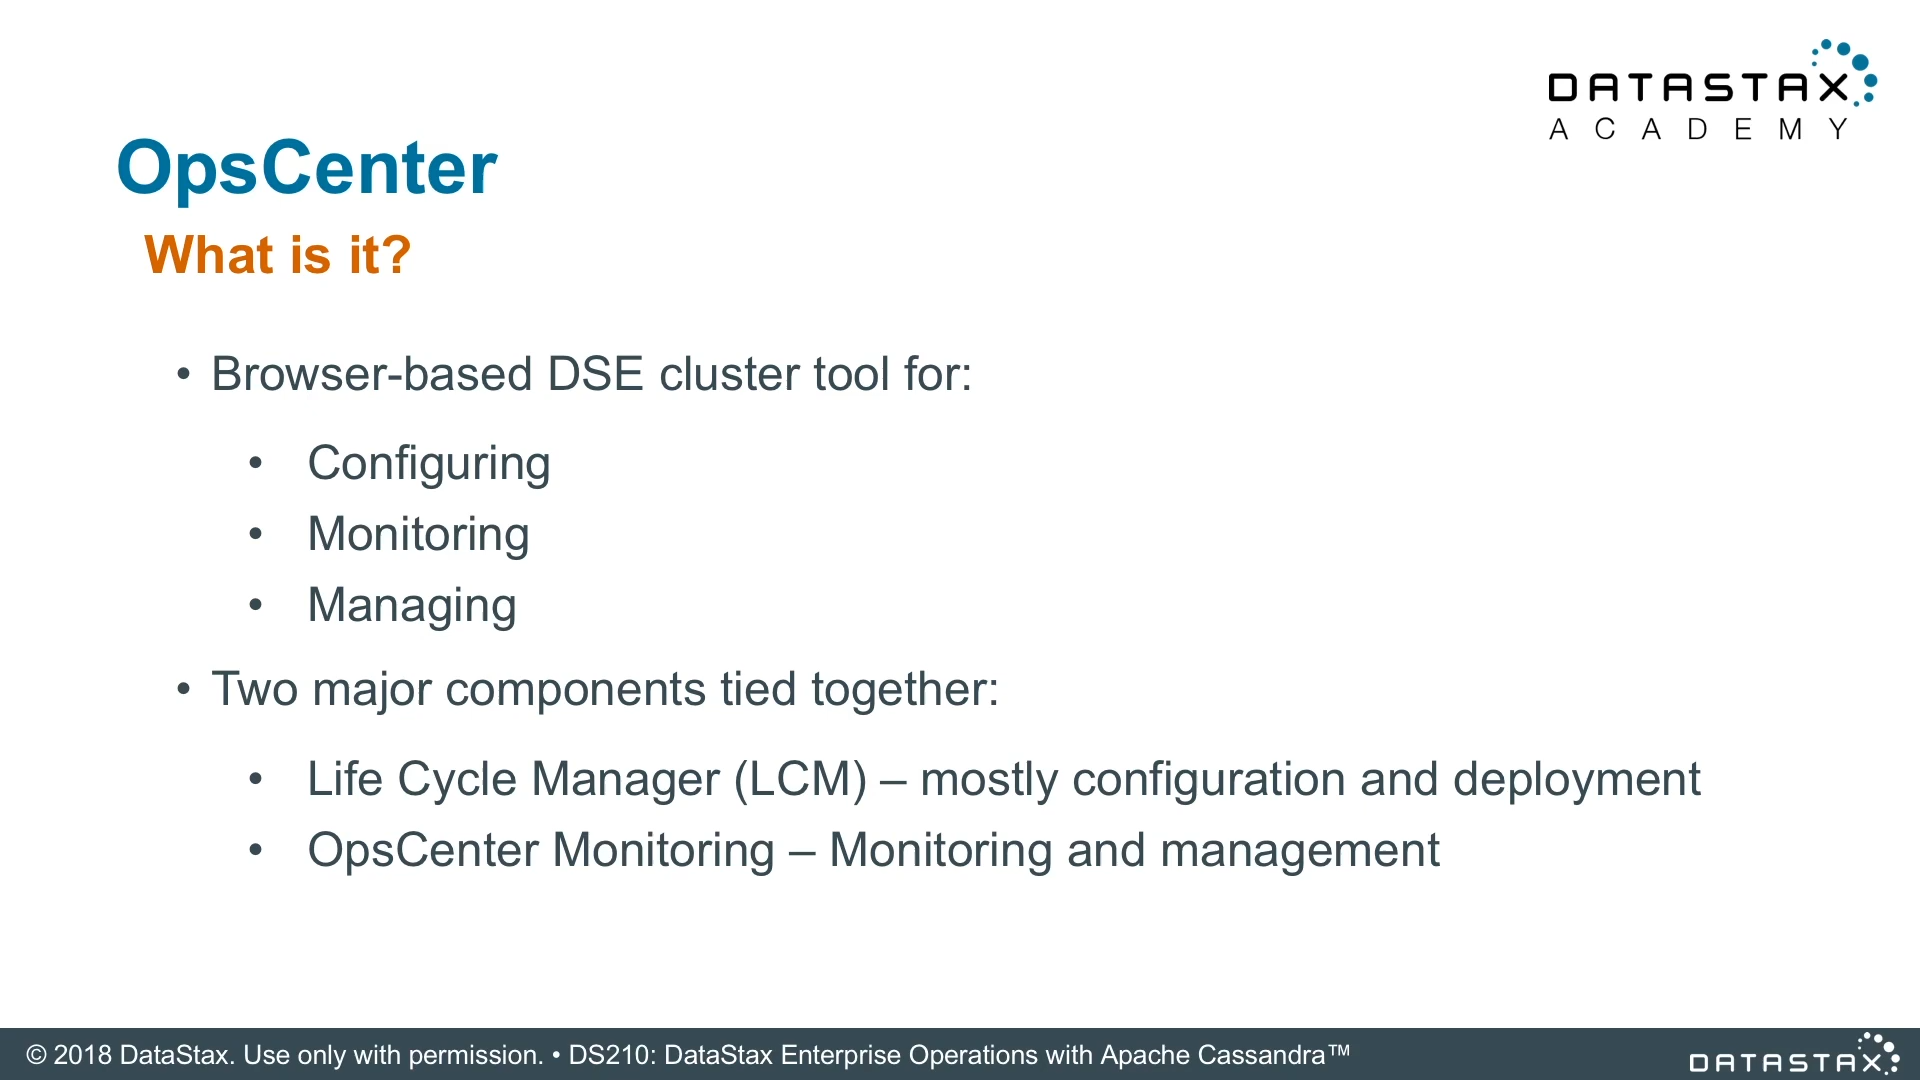 DATASTAX
ACADEMY
OpsCenter
What is it?
• Browser-based DSE cluster tool for:
• Configuring
• Monitoring
• Managing
• Two major components tied together:
• Life Cycle Manager (LCM) – mostly configuration and deployment
• OpsCenter Monitoring – Monitoring and management
© 2018 DataStax. Use only with permission. • DS210: DataStax Enterprise Operations with Apache Cassandra™
DATASTAX